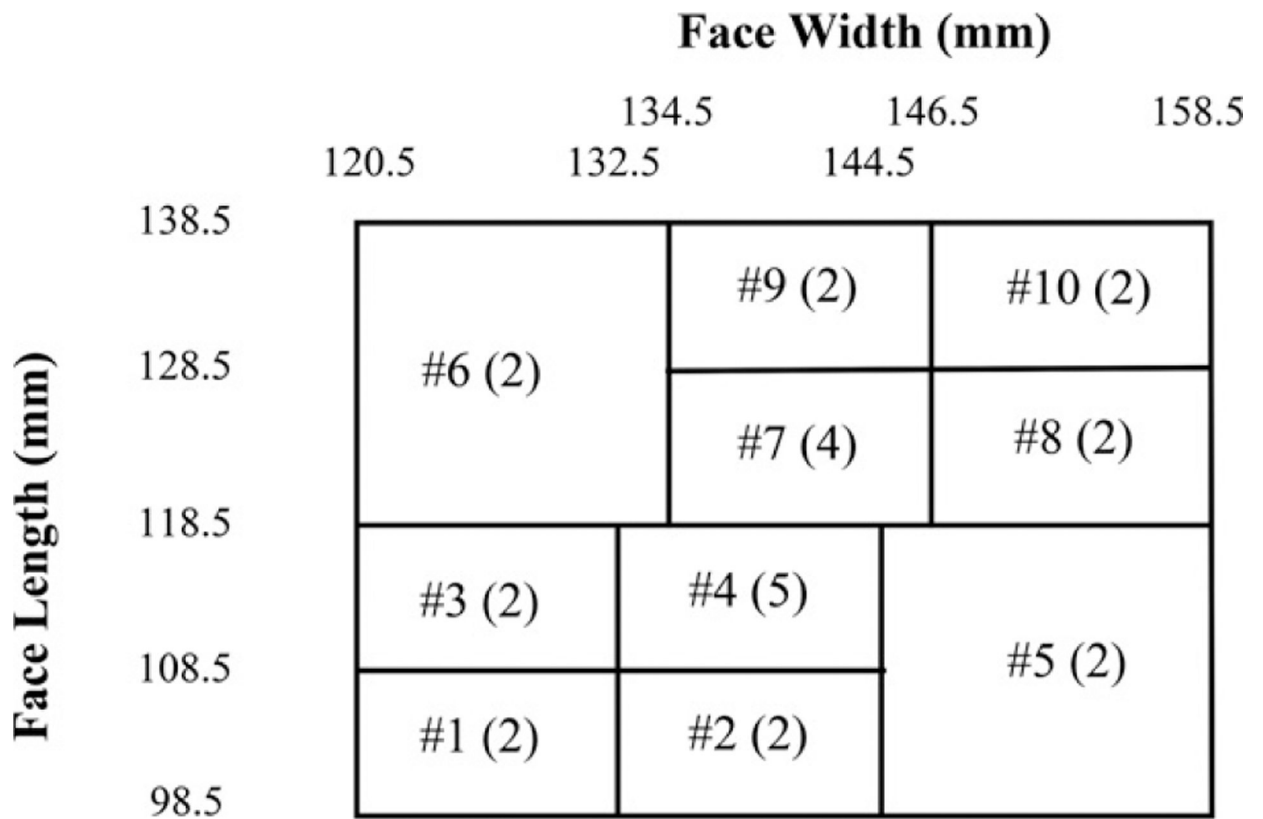 Face Width (mm)
134.5 146.5 158.5
120.5 132.5 144.5
138.5
#9 (2) #10 (2)
128.5
#6 (2)
#7 (4) #8 (2)
118.5
#3 (2) #4 (5)
108.5
#5 (2)
#1 (2) #2 (2)
98.5
Face Length (mm)